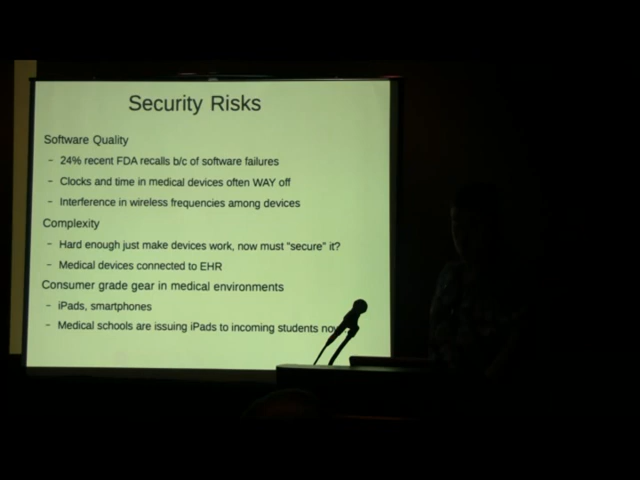 Security Risks
Software Quality
– 24% recent FDA recalls b/c of software failures
– Clocks and time in medical devices often WAY off
– Interference in wireless frequencies among devices
Complexity
– Hard enough just make devices work, now must "secure" it?
– Medical devices connected to EHR
Consumer grade gear in medical environments
– iPads, smartphones
– Medical schools are issuing iPads to incoming students now